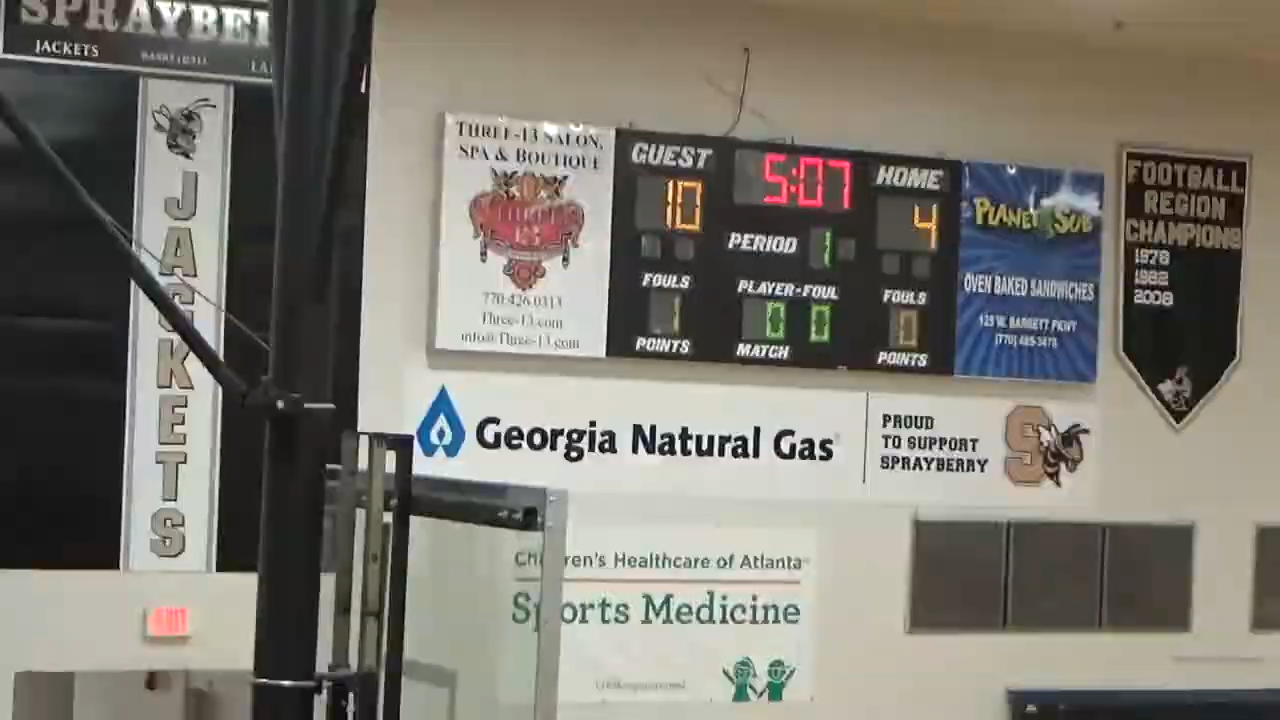 SPRAYBE
JACKETS
BASKETBALL
LA
JACKETS
EXIT
THREE-13 SALON,
SPA & BOUTIQUE
770.426.0313
Three-13.com
info@Three-13.com
GUEST
10
5:07
HOME
4
PERIOD 1
FOULS
1
POINTS
PLAYER-FOUL
0 0
MATCH
FOULS
0
POINTS
PLANET SUB
OVEN BAKED SANDWICHES
FOOTBALL
REGION
CHAMPIONS
1978
1982
2008
Georgia Natural Gas
PROUD
TO SUPPORT
SPRAYBERRY
S
Children's Healthcare of Atlanta
Sports Medicine